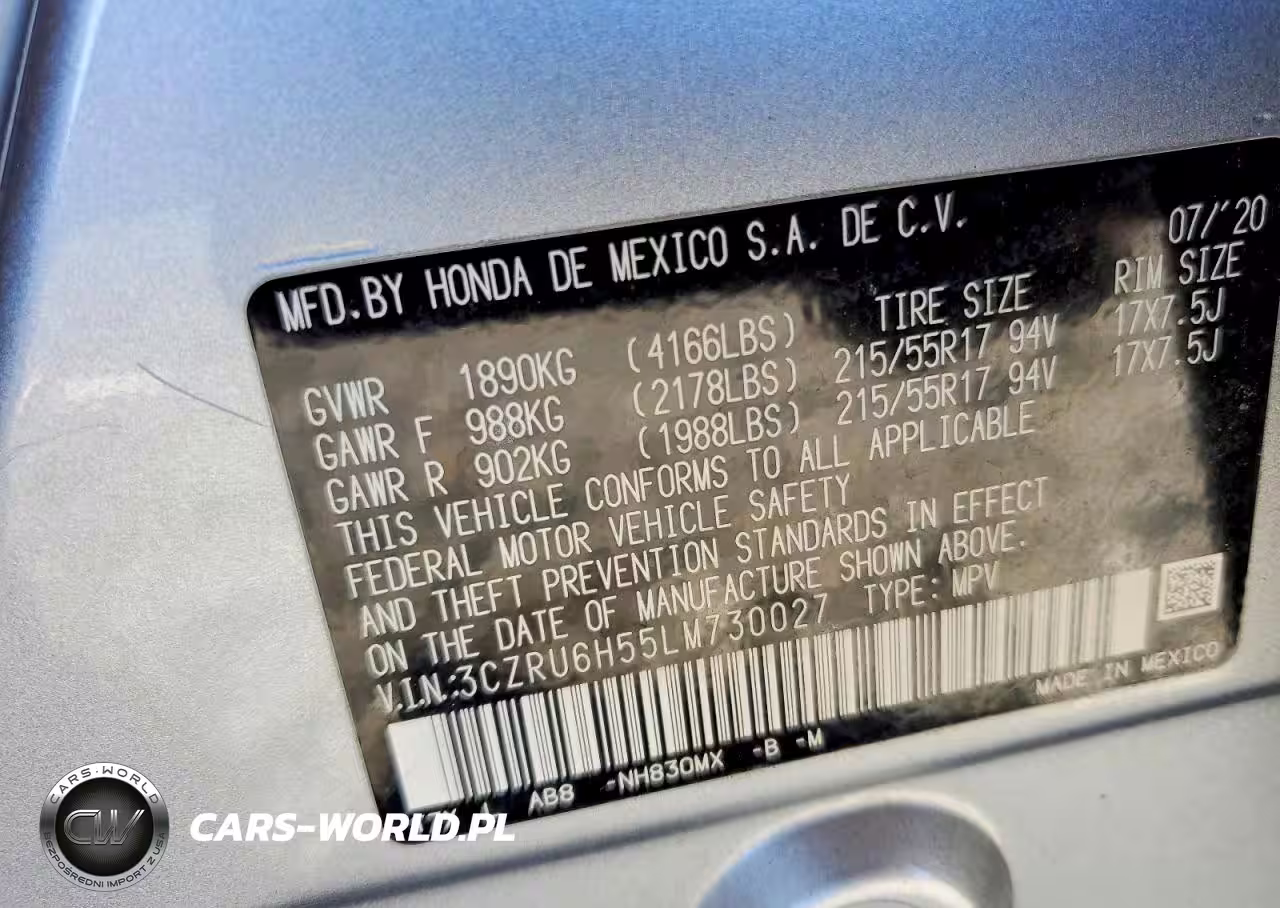 MFD.BY HONDA DE MEXICO S.A. DE C.V. 07/'20
TIRE SIZE RIM SIZE
GVWR 1890KG (4166LBS)
GAWR F 988KG (2178LBS) 215/55R17 94V 17X7.5J
GAWR R 902KG (1988LBS) 215/55R17 94V 17X7.5J
THIS VEHICLE CONFORMS TO ALL APPLICABLE
FEDERAL MOTOR VEHICLE SAFETY
AND THEFT PREVENTION STANDARDS IN EFFECT
ON THE DATE OF MANUFACTURE SHOWN ABOVE.
V.I.N.:3CZRU6H55LM730027 TYPE: MPV
AB8 -NH830MX -B -M
MADE IN MEXICO
CARS-WORLD
CW
BEZPOŚREDNI IMPORT Z USA
CARS-WORLD.PL